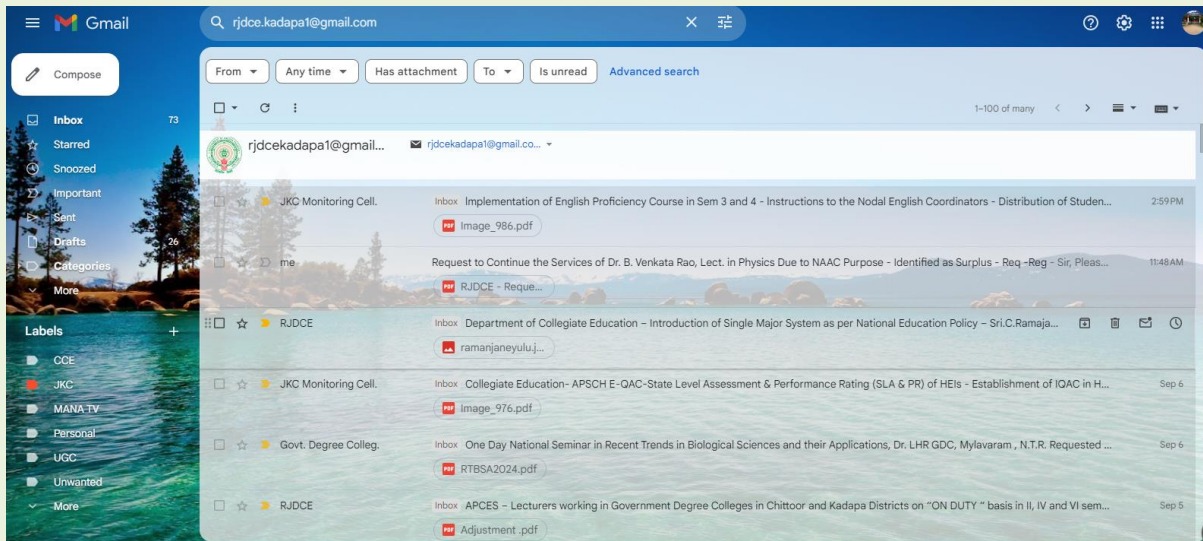 Gmail
rjdce.kadapa1@gmail.com
Compose
Inbox 73
Starred
Snoozed
Important
Sent
Drafts 26
Categories
More
Labels +
CCE
JKC
MANA TV
Personal
UGC
Unwanted
More
From Any time Has attachment To Is unread Advanced search
1–100 of many
rjdcekadapa1@gmail... rjdcekadapa1@gmail.co...
JKC Monitoring Cell. Inbox Implementation of English Proficiency Course in Sem 3 and 4 - Instructions to the Nodal English Coordinators - Distribution of Studen... 2:59 PM
PDF Image_986.pdf
me Request to Continue the Services of Dr. B. Venkata Rao, Lect. in Physics Due to NAAC Purpose - Identified as Surplus - Req -Reg - Sir, Pleas... 11:48 AM
PDF RJDCE - Reque...
RJDCE Inbox Department of Collegiate Education – Introduction of Single Major System as per National Education Policy – Sri.C.Ramaja...
ramanjaneyulu.j...
JKC Monitoring Cell. Inbox Collegiate Education- APSCH E-QAC-State Level Assessment & Performance Rating (SLA & PR) of HEIs - Establishment of IQAC in H... Sep 6
PDF Image_976.pdf
Govt. Degree Colleg. Inbox One Day National Seminar in Recent Trends in Biological Sciences and their Applications, Dr. LHR GDC, Mylavaram , N.T.R. Requested ... Sep 6
PDF RTBSA2024.pdf
RJDCE Inbox APCES – Lecturers working in Government Degree Colleges in Chittoor and Kadapa Districts on "ON DUTY " basis in II, IV and VI sem... Sep 5
PDF Adjustment .pdf